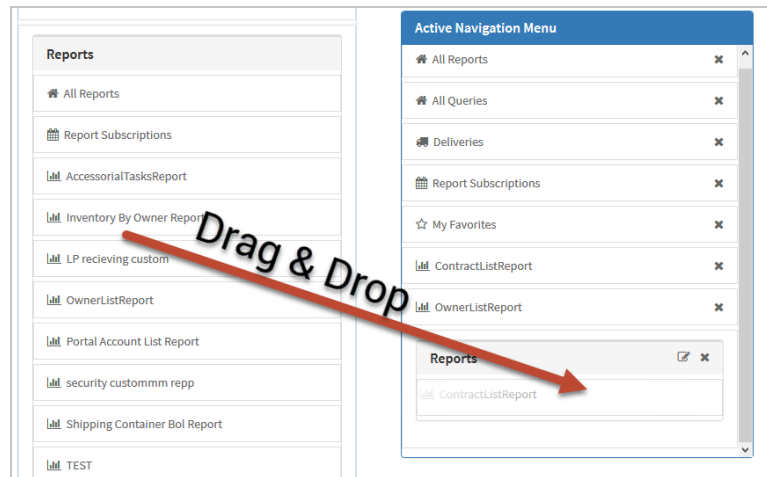 Reports
All Reports
Report Subscriptions
AccessorialTasksReport
Inventory By Owner Report
LP recieving custom
OwnerListReport
Portal Account List Report
security custommm repp
Shipping Container Bol Report
TEST
Drag & Drop
Active Navigation Menu
All Reports
All Queries
Deliveries
Report Subscriptions
My Favorites
ContractListReport
OwnerListReport
Reports
ContractListReport